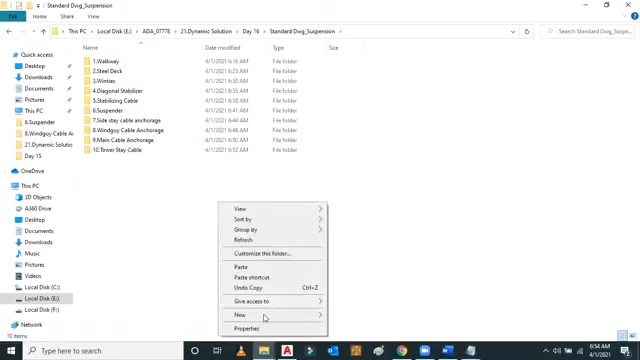 Standard Dwg_Suspension
File Home Share View
This PC > Local Disk (E:) > ADA_07778 > 21.Dynamic Solution > Day 16 > Standard Dwg_Suspension >
Search Standard Dwg_Suspension
Name Date modified Type Size
Quick access
Desktop
Downloads
Documents
Pictures
This PC
6.Suspender
8.Windguy Cable An
21.Dynamic Solution
Day 15
OneDrive
This PC
3D Objects
A360 Drive
Desktop
Documents
Downloads
Music
Pictures
Videos
Local Disk (C:)
Local Disk (E:)
Local Disk (F:)
Network
1.Walkway 4/1/2021 6:16 AM File folder
2.Steel Deck 4/1/2021 6:23 AM File folder
3.Winties 4/1/2021 6:30 AM File folder
4.Diagonal Stabilizer 4/1/2021 6:35 AM File folder
5.Stabilizing Cable 4/1/2021 6:38 AM File folder
6.Suspender 4/1/2021 6:41 AM File folder
7.Side stay cable anchorage 4/1/2021 6:44 AM File folder
8.Windguy Cable Anchorage 4/1/2021 6:46 AM File folder
9.Main Cable Anchorage 4/1/2021 6:50 AM File folder
10.Tower Stay Cable 4/1/2021 6:52 AM File folder
View
Sort by
Group by
Refresh
Customize this folder...
Paste
Paste shortcut
Undo Copy Ctrl+Z
Give access to
New
Properties
10 items
Type here to search
6:54 AM
4/1/2021